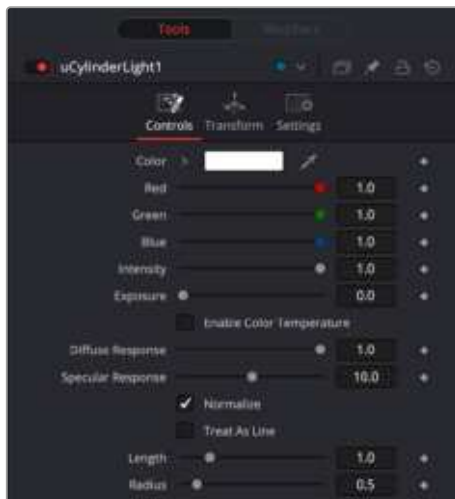 Tools Modifiers
uCylinderLight1
Controls Transform Settings
Color
Red 1.0
Green 1.0
Blue 1.0
Intensity 1.0
Exposure 0.0
Enable Color Temperature
Diffuse Response 1.0
Specular Response 10.0
Normalize
Treat As Line
Length 1.0
Radius 0.5